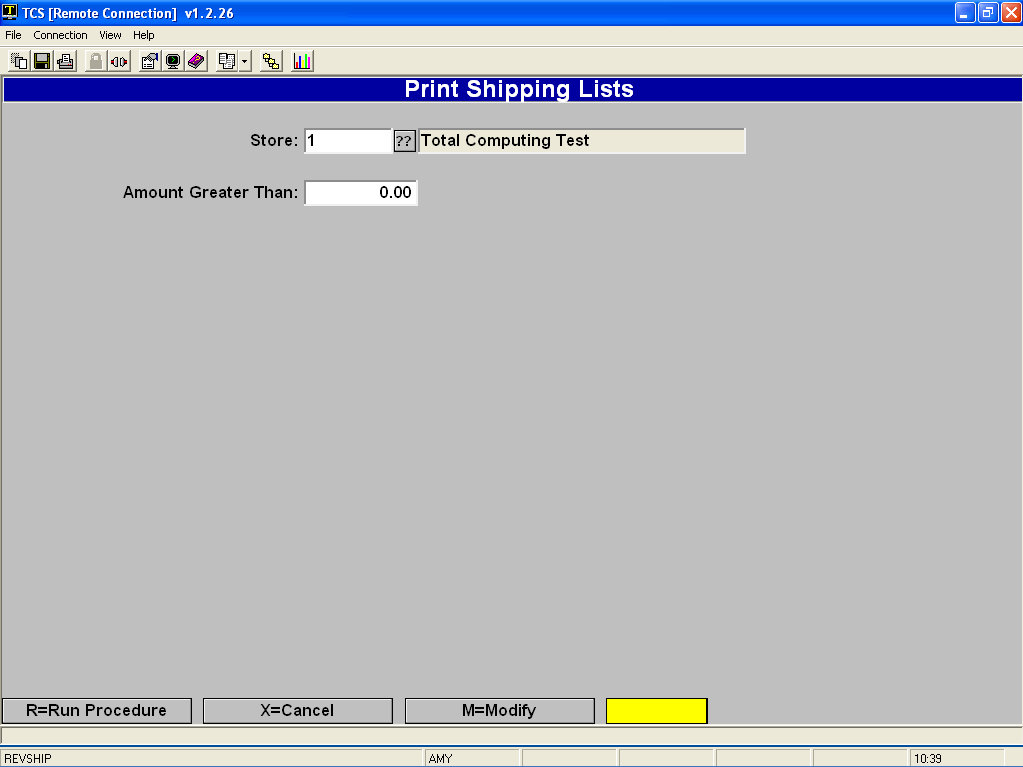 TCS [Remote Connection] v1.2.26
File Connection View Help
Print Shipping Lists
Store: 1 ?? Total Computing Test
Amount Greater Than: 0.00
R=Run Procedure X=Cancel M=Modify
REVSHIP AMY 10:39